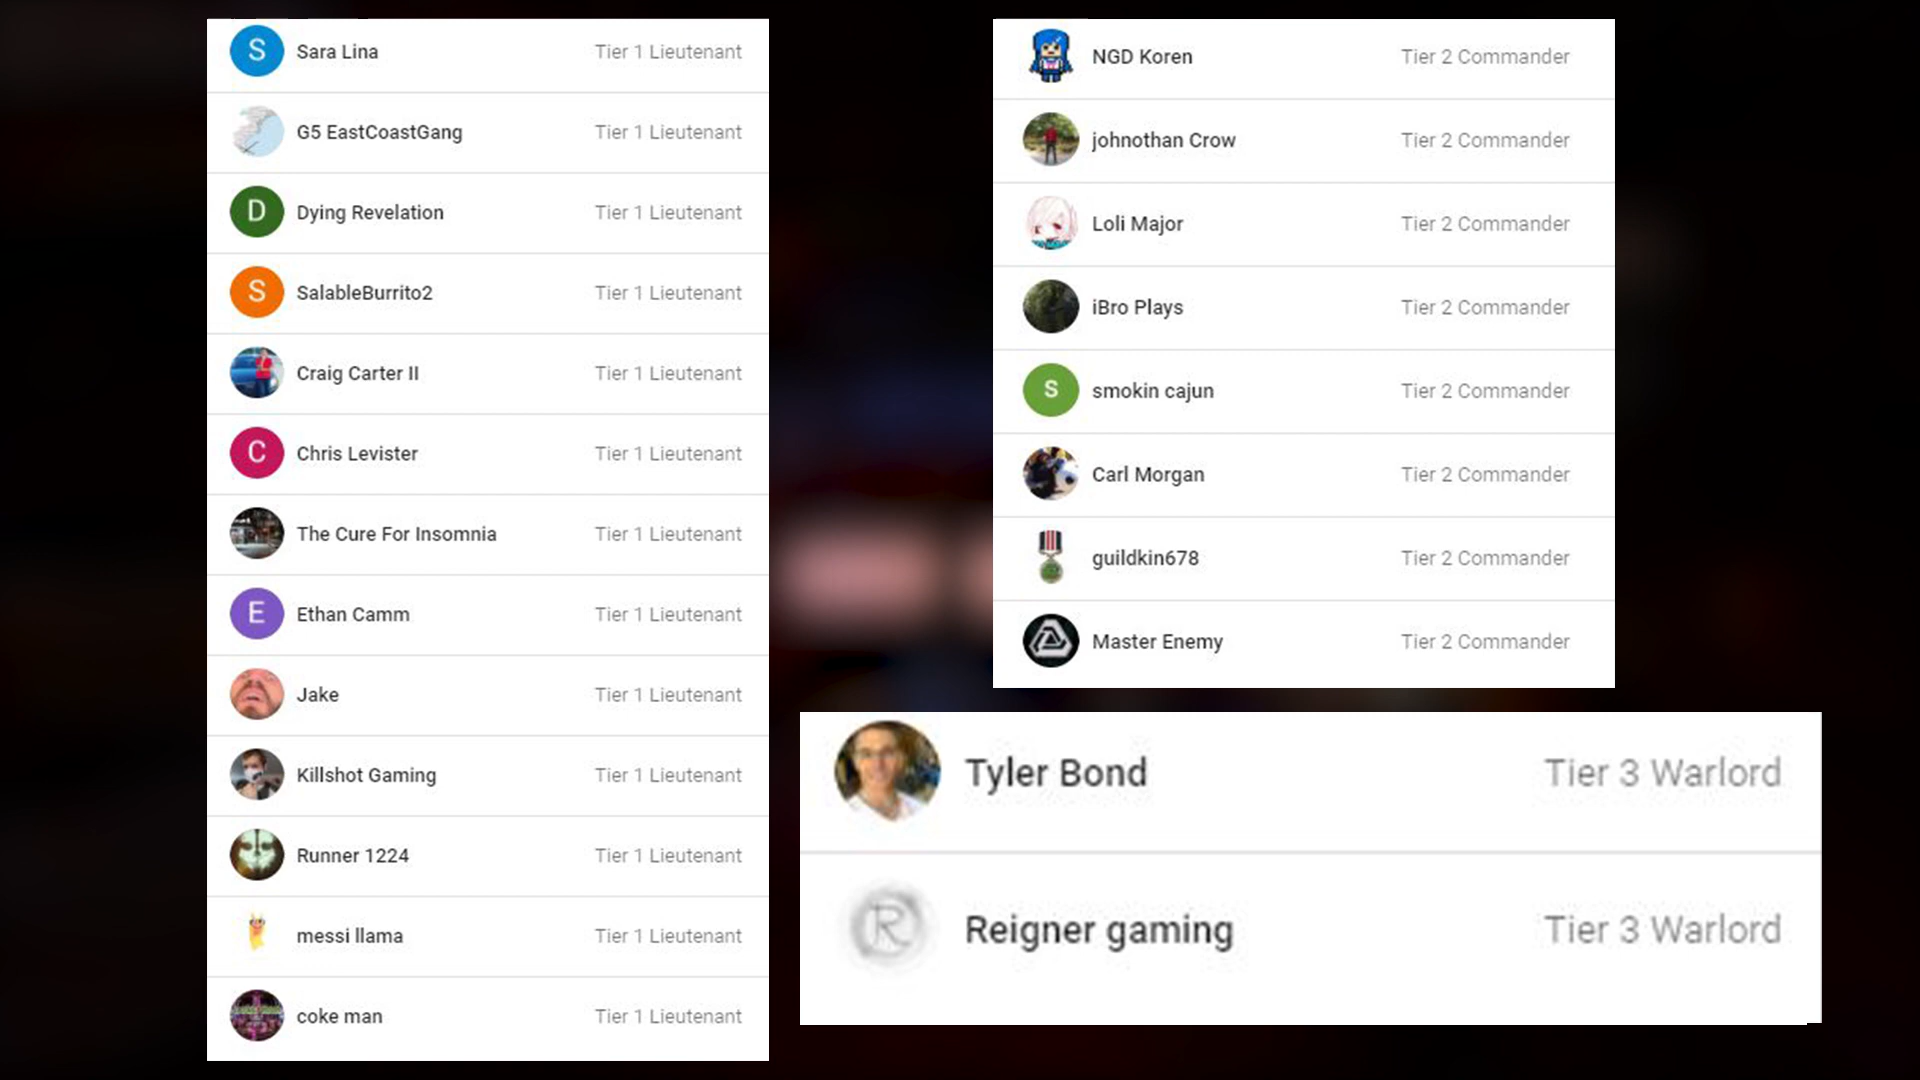 S Sara Lina Tier 1 Lieutenant
G5 EastCoastGang Tier 1 Lieutenant
D Dying Revelation Tier 1 Lieutenant
S SalableBurrito2 Tier 1 Lieutenant
Craig Carter II Tier 1 Lieutenant
C Chris Levister Tier 1 Lieutenant
The Cure For Insomnia Tier 1 Lieutenant
E Ethan Camm Tier 1 Lieutenant
Jake Tier 1 Lieutenant
Killshot Gaming Tier 1 Lieutenant
Runner 1224 Tier 1 Lieutenant
messi llama Tier 1 Lieutenant
coke man Tier 1 Lieutenant
NGD Koren Tier 2 Commander
johnothan Crow Tier 2 Commander
Loli Major Tier 2 Commander
iBro Plays Tier 2 Commander
S smokin cajun Tier 2 Commander
Carl Morgan Tier 2 Commander
guildkin678 Tier 2 Commander
Master Enemy Tier 2 Commander
Tyler Bond Tier 3 Warlord
R Reigner gaming Tier 3 Warlord